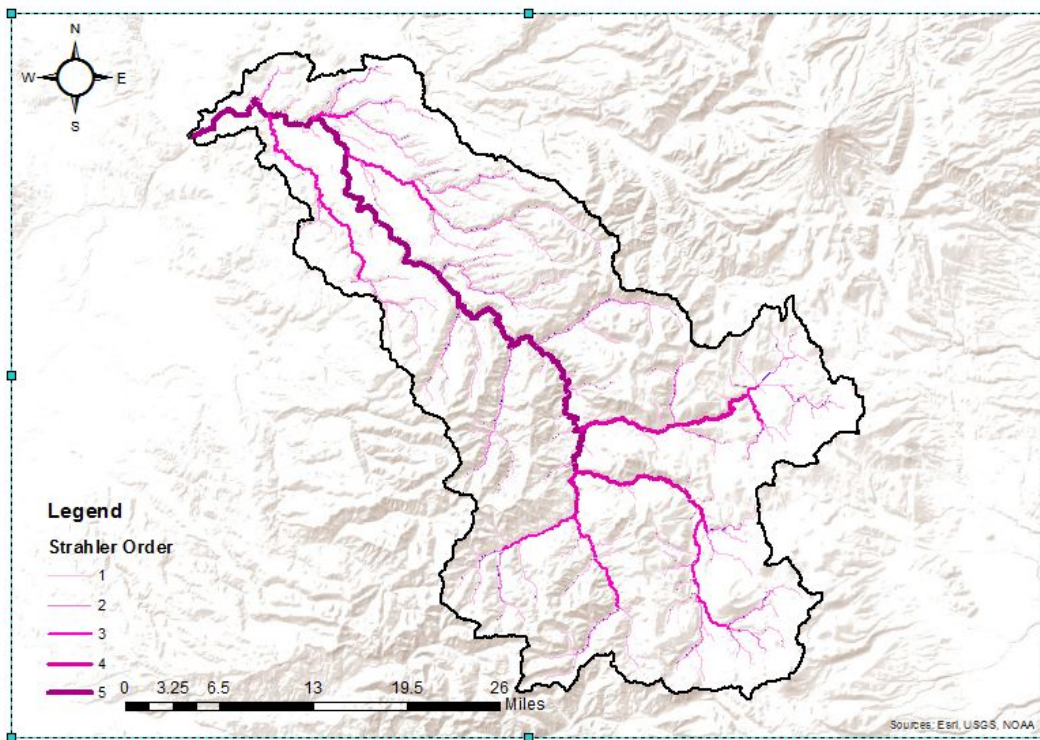 N
W E
S
Legend
Strahler Order
1
2
3
4
5
0 3.25 6.5 13 19.5 26
Miles
Sources: Esri, USGS, NOAA